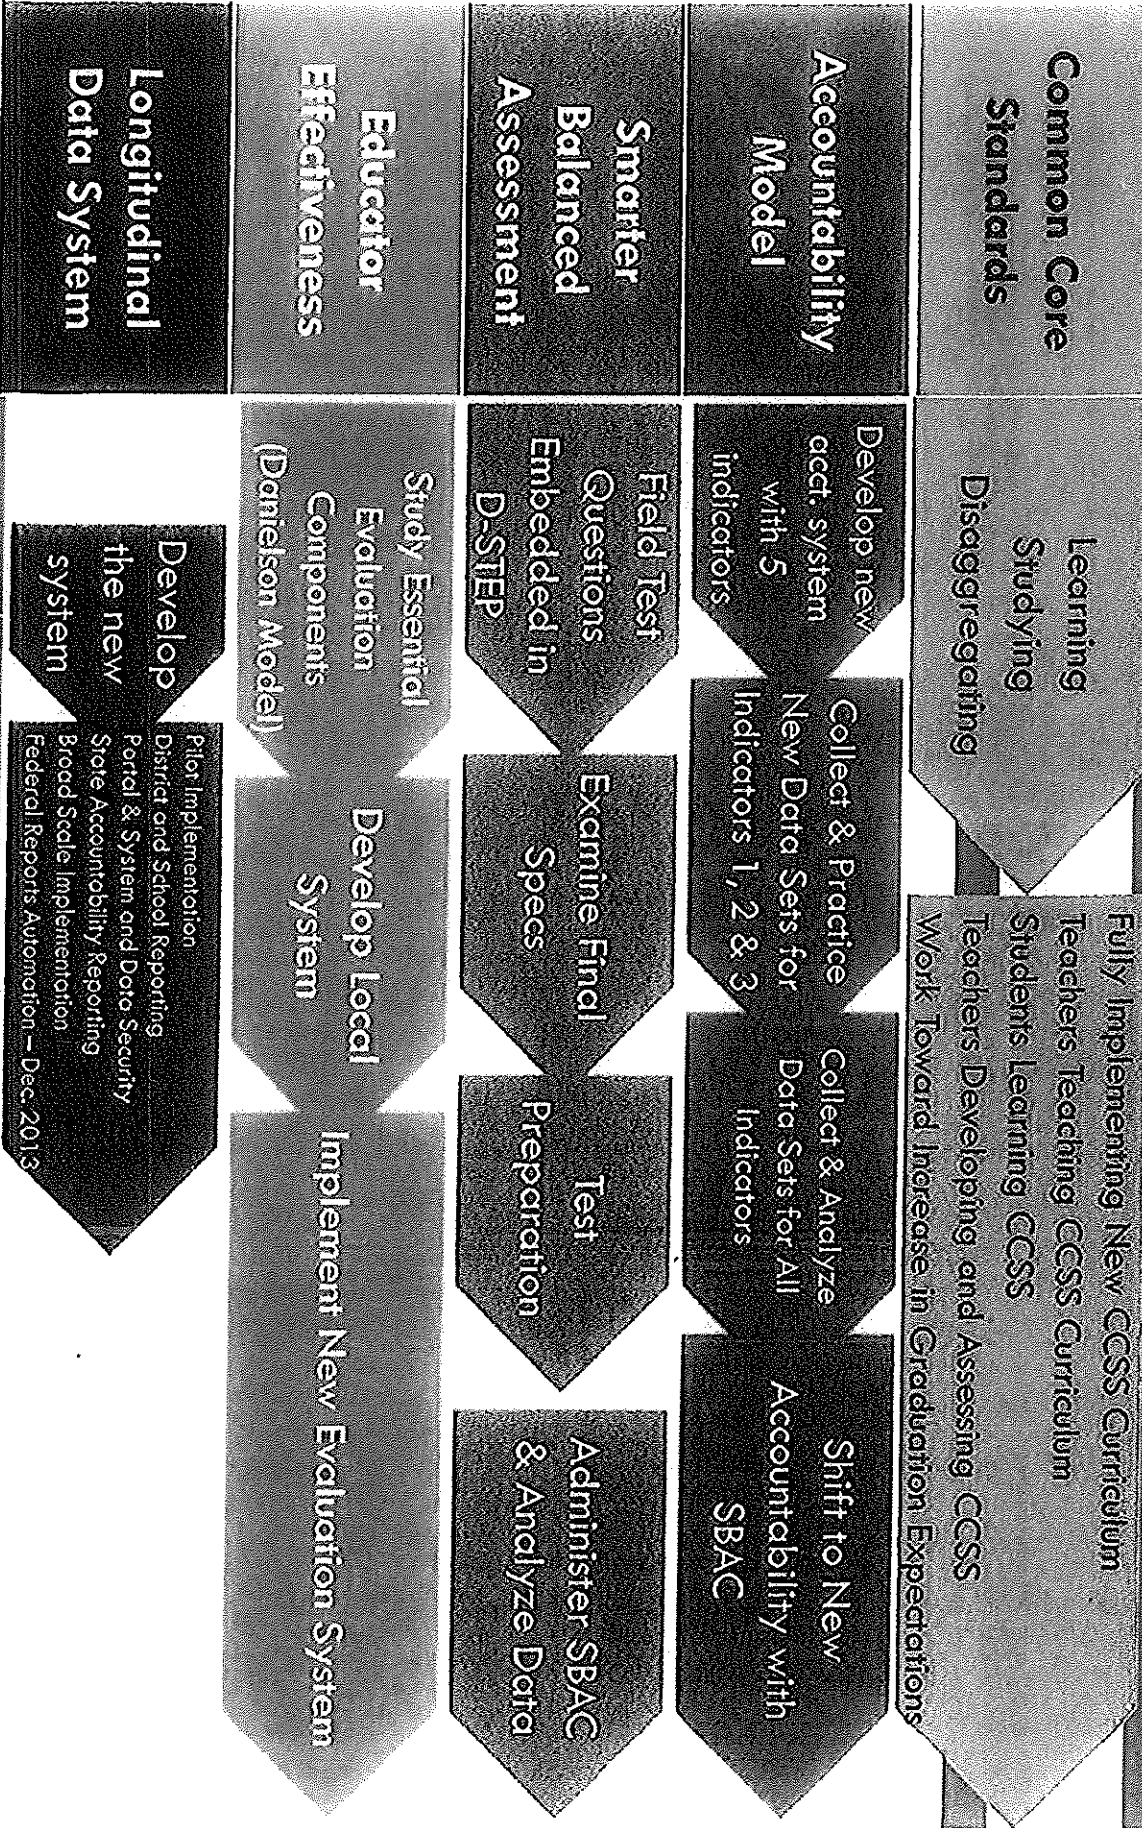 Common Core
Standards
Learning
Studying
Disaggregating
Fully Implementing New CCSS Curriculum
Teachers Teaching CCSS Curriculum
Students Learning CCSS
Teachers Developing and Assessing CCSS
Work Toward Increase in Graduation Expectations
Accountability
Model
Develop new
acct. system
with 5
indicators
Collect & Practice
New Data Sets for
Indicators 1, 2 & 3
Collect & Analyze
Data Sets for All
Indicators
Shift to New
Accountability with
SBAC
Smarter
Balanced
Assessment
Field Test
Questions
Embedded in
D-STEP
Examine Final
Specs
Test
Preparation
Administer SBAC
& Analyze Data
Educator
Effectiveness
Study Essential
Evaluation
Components
(Danielson Model)
Develop Local
System
Implement New Evaluation System
Longitudinal
Data System
Develop
the new
system
Pilot Implementation
District and School Reporting
Portal & System and Data Security
State Accountability Reporting
Broad Scale Implementation
Federal Reports Automation – Dec. 2013